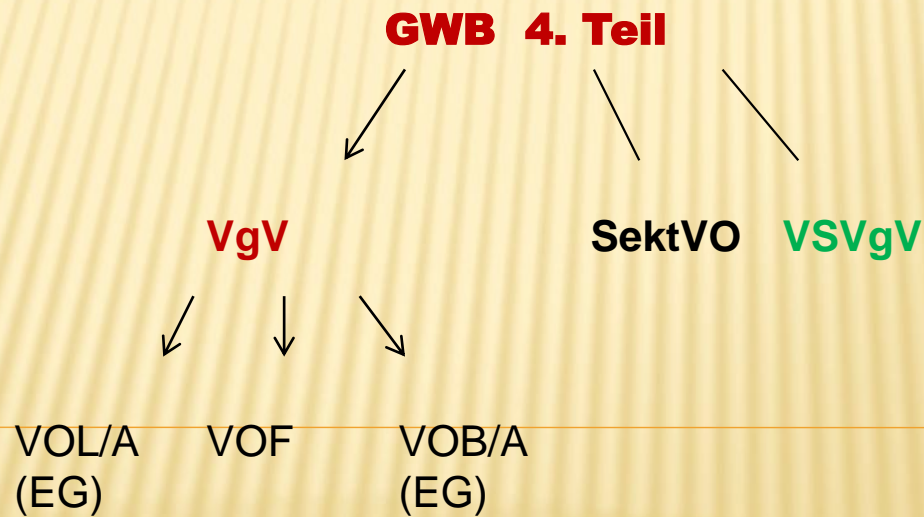 GWB 4. Teil
VgV SektVO VSVgV
VOL/A VOF VOB/A
(EG) (EG)